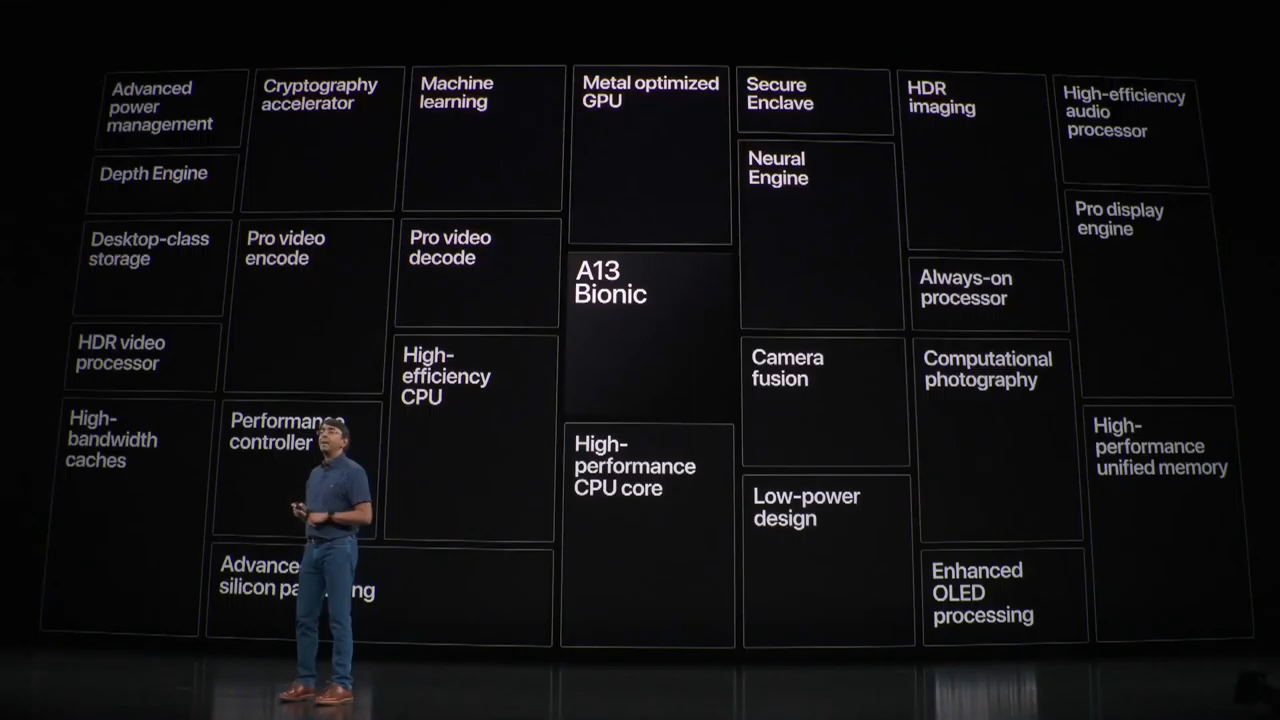 Advanced
power
management
Cryptography
accelerator
Machine
learning
Metal optimized
GPU
Secure
Enclave
HDR
imaging
High-efficiency
audio
processor
Depth Engine
Neural
Engine
Pro display
engine
Desktop-class
storage
Pro video
encode
Pro video
decode
A13
Bionic
Always-on
processor
HDR video
processor
High-
efficiency
CPU
Camera
fusion
Computational
photography
High-
bandwidth
caches
Performance
controller
High-
performance
CPU core
Low-power
design
High-
performance
unified memory
silicon
Enhanced
OLED
processing